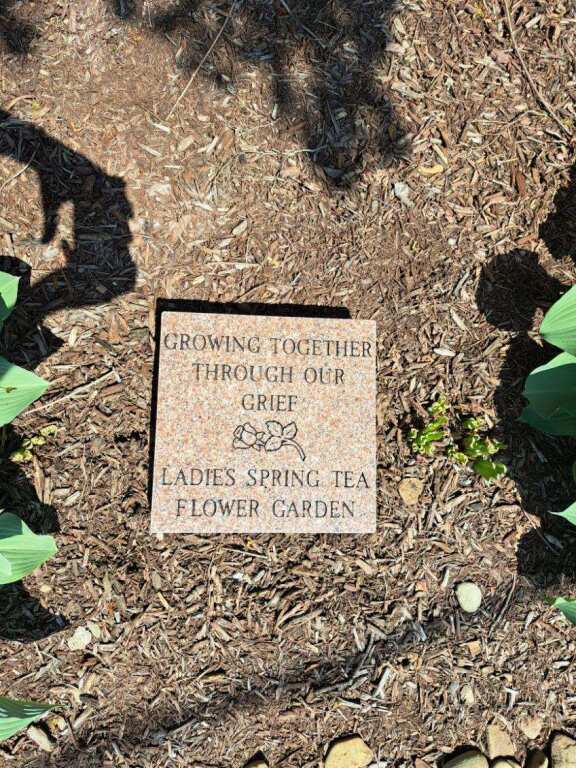 GROWING TOGETHER
THROUGH OUR
GRIEF
LADIES SPRING TEA
FLOWER GARDEN